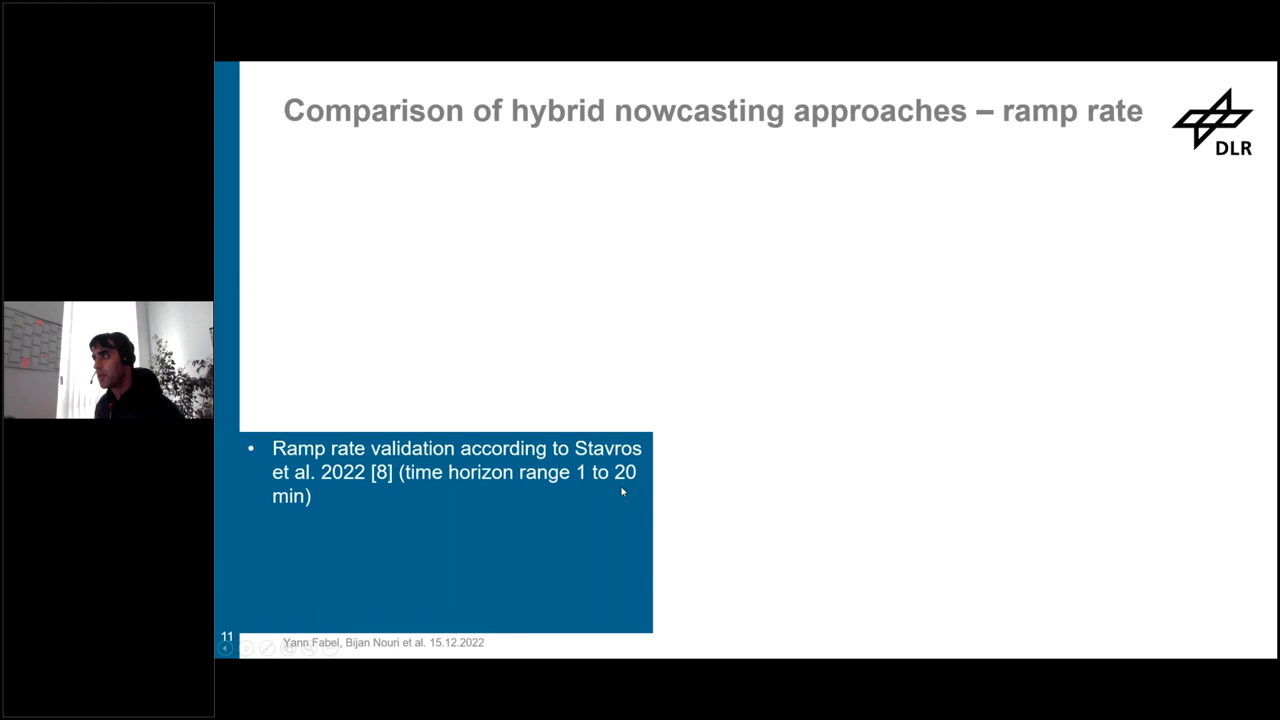 Comparison of hybrid nowcasting approaches – ramp rate
DLR
• Ramp rate validation according to Stavros
et al. 2022 [8] (time horizon range 1 to 20
min)
11
Yann Fabel, Bijan Nouri et al. 15.12.2022